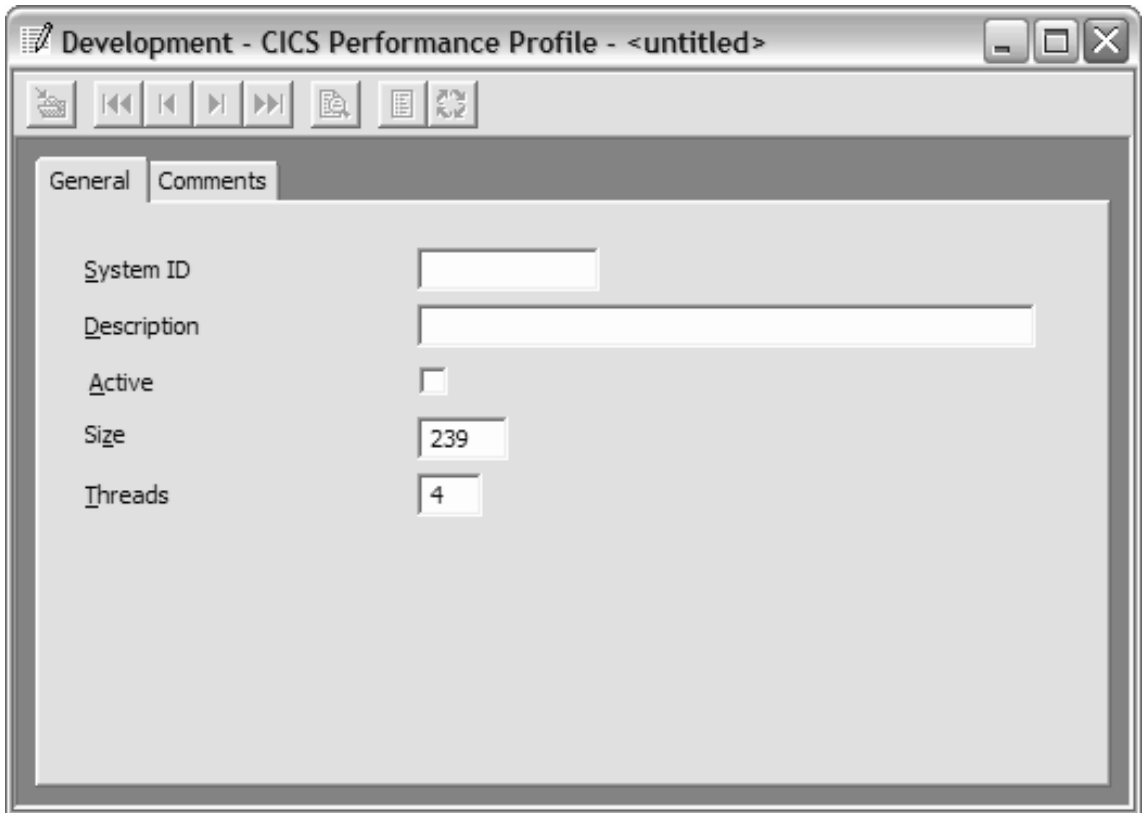 Development - CICS Performance Profile - <untitled>
General Comments
System ID
Description
Active
Size 239
Threads 4